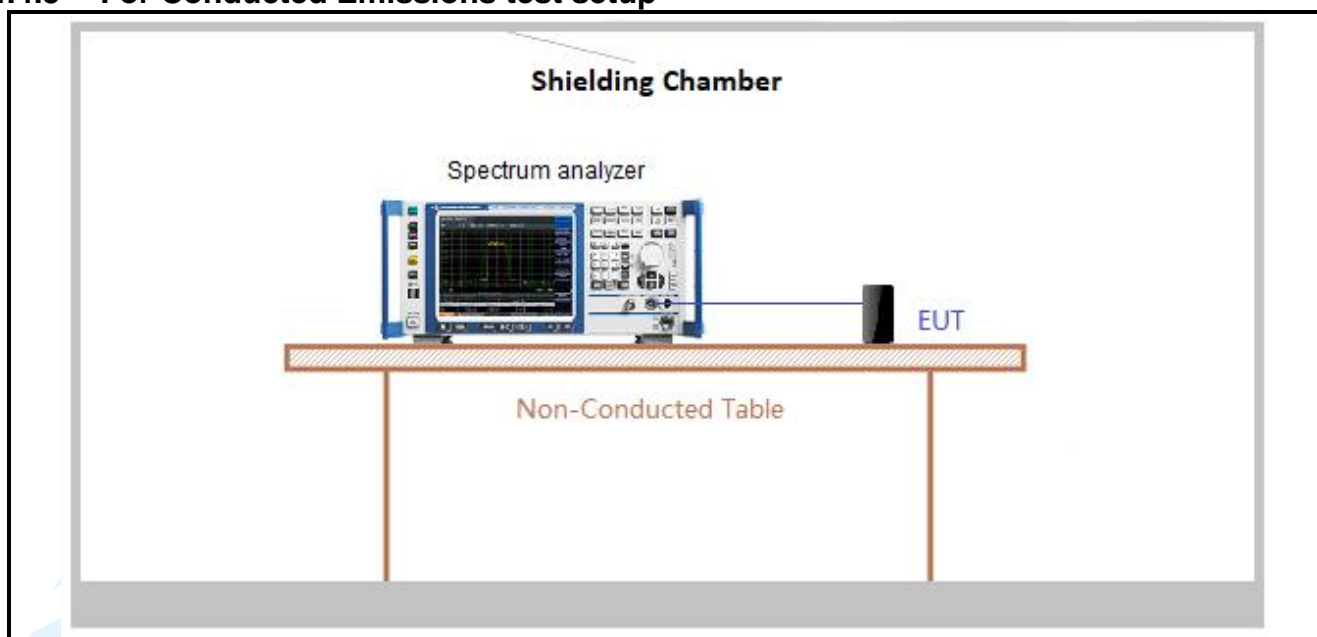 For Conducted Emissions test setup
Shielding Chamber
Spectrum analyzer
EUT
Non-Conducted Table